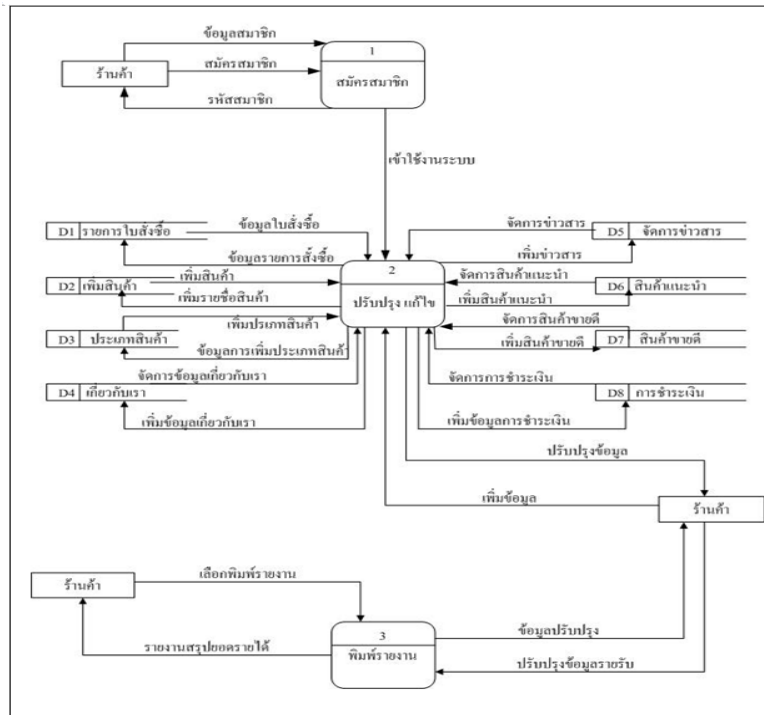 ข้อมูลสมาชิก
1
ร้านค้า
สมัครสมาชิก
สมัครสมาชิก
รหัสสมาชิก
เข้าใช้งานระบบ
D1 รายการใบสั่งซื้อ
ข้อมูลใบสั่งซื้อ
จัดการข่าวสาร
D5 จัดการข่าวสาร
ข้อมูลรายการสั่งซื้อ
เพิ่มข่าวสาร
2
D2 เพิ่มสินค้า
เพิ่มสินค้า
จัดการสินค้าแนะนำ
D6 สินค้าแนะนำ
เพิ่มรายชื่อสินค้า
ปรับปรุง แก้ไข
เพิ่มสินค้าแนะนำ
เพิ่มประเภทสินค้า
จัดการสินค้าขายดี
D3 ประเภทสินค้า
เพิ่มสินค้าขายดี
D7 สินค้าขายดี
ข้อมูลการเพิ่มประเภทสินค้า
จัดการข้อมูลเกี่ยวกับเรา
จัดการการชำระเงิน
D4 เกี่ยวกับเรา
D8 การชำระเงิน
เพิ่มข้อมูลเกี่ยวกับเรา
เพิ่มข้อมูลการชำระเงิน
ปรับปรุงข้อมูล
เพิ่มข้อมูล
ร้านค้า
ร้านค้า
เลือกพิมพ์รายงาน
3
ข้อมูลปรับปรุง
รายงานสรุปยอดรายได้
พิมพ์รายงาน
ปรับปรุงข้อมูลรายรับ